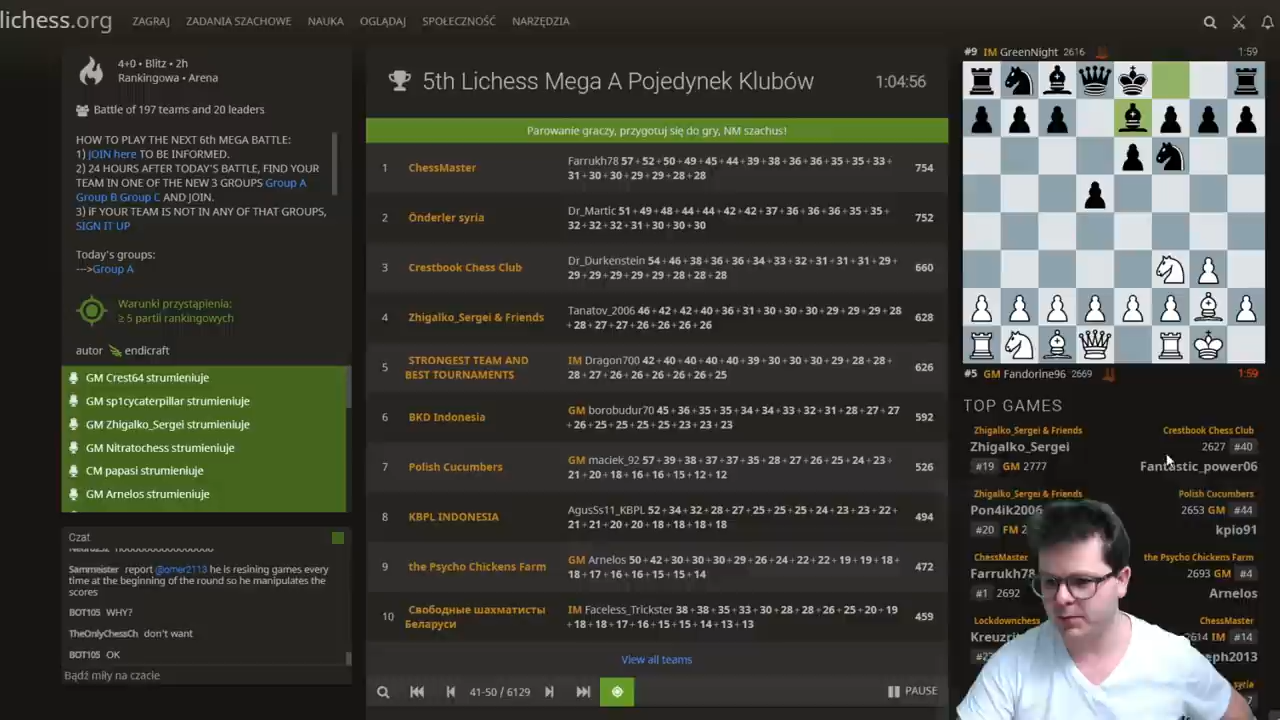 lichess.org
ZAGRAJ ZADANIA SZACHOWE NAUKA OGLĄDAJ SPOŁECZNOŚĆ NARZĘDZIA
4+0 • Blitz • 2h
Rankingowa • Arena
Battle of 197 teams and 20 leaders
HOW TO PLAY THE NEXT 6th MEGA BATTLE:
1) JOIN here TO BE INFORMED.
2) 24 HOURS AFTER TODAY'S BATTLE, FIND YOUR
TEAM IN ONE OF THE NEW 3 GROUPS Group A
Group B Group C AND JOIN.
3) iF YOUR TEAM IS NOT IN ANY OF THAT GROUPS,
SIGN IT UP
Today's groups:
--->Group A
Warunki przystąpienia:
≥ 5 partii rankingowych
autor endicraft
GM Crest64 strumieniuje
GM sp1cycaterpillar strumieniuje
GM Zhigalko_Sergei strumieniuje
GM Nitratochess strumieniuje
CM papasi strumieniuje
GM Arnelos strumieniuje
Czat
Sammeister report @omer2113 he is resining games every
time at the beginning of the round so he manipulates the
scores
BOT105 WHY?
TheOnlyChessCh don't want
BOT105 OK
Bądź miły na czacie
5th Lichess Mega A Pojedynek Klubów 1:04:56
Parowanie graczy, przygotuj się do gry, NM szachus!
1 ChessMaster Farrukh78 57+52+50+49+45+44+39+38+36+36+35+35+33+ 754
31+30+30+29+29+28+28
2 Önderler syria Dr_Martic 51+49+48+44+44+42+42+37+36+36+36+35+35+ 752
32+32+32+31+30+30+30
3 Crestbook Chess Club Dr_Durkenstein 54+46+38+36+36+34+33+32+31+31+31+29+ 660
29+29+29+29+29+28+28+28
4 Zhigalko_Sergei & Friends Tanatov_2006 46+42+42+40+36+31+30+30+30+29+29+29+28 628
+28+27+27+26+26+26+26
5 STRONGEST TEAM AND IM Dragon700 42+40+40+40+40+39+30+30+30+29+28+28+ 626
BEST TOURNAMENTS 28+27+26+26+26+26+26+25
6 BKD Indonesia GM borobudur70 45+36+35+35+34+34+33+32+31+28+27+27 592
+26+25+25+25+25+23+23+23
7 Polish Cucumbers GM maciek_92 57+39+38+37+37+35+28+27+26+25+24+23+ 526
21+20+18+16+16+15+12+12
8 KBPL INDONESIA AgusSs11_KBPL 52+34+32+28+27+25+25+25+24+23+23+22+ 494
21+21+20+20+18+18+18+18
9 the Psycho Chickens Farm GM Arnelos 50+42+30+30+30+29+26+24+22+22+19+19+18+ 472
18+17+16+16+15+15+14
10 Свободные шахматисты IM Faceless_Tr1ckster 38+38+35+33+30+28+28+26+25+20+19 459
Беларуси +18+18+17+16+15+15+14+13+13
View all teams
41-50 / 6129 PAUSE
#9 IM GreenNight 2616 1:59
#5 GM Fandorine96 2669 1:59
TOP GAMES
Zhigalko_Sergei & Friends Crestbook Chess Club
Zhigalko_Sergei 2627 #40
#19 GM 2777 Fantastic_power06
Zhigalko_Sergei & Friends Polish Cucumbers
Pon4ik2006 2653 GM #44
#20 FM kpio91
ChessMaster the Psycho Chickens Farm
Farrukh78 2693 GM #4
#1 2692 Arnelos
Lockdownchess ChessMaster
2614 IM #14
syria